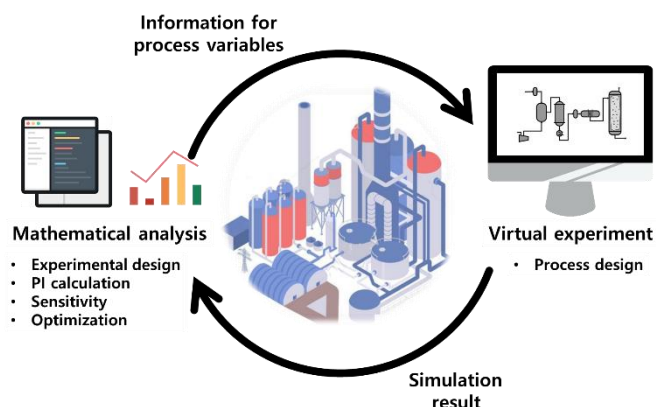 Information for
process variables
Mathematical analysis
• Experimental design
• PI calculation
• Sensitivity
• Optimization
Virtual experiment
• Process design
Simulation
result